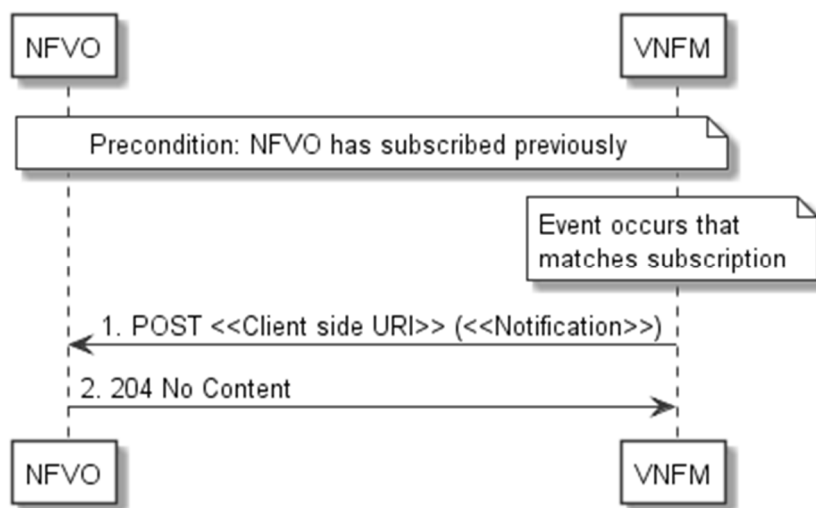 NFVO
VNFM
Precondition: NFVO has subscribed previously
Event occurs that
matches subscription
1. POST <<Client side URI>> (<<Notification>>)
2. 204 No Content
NFVO
VNFM